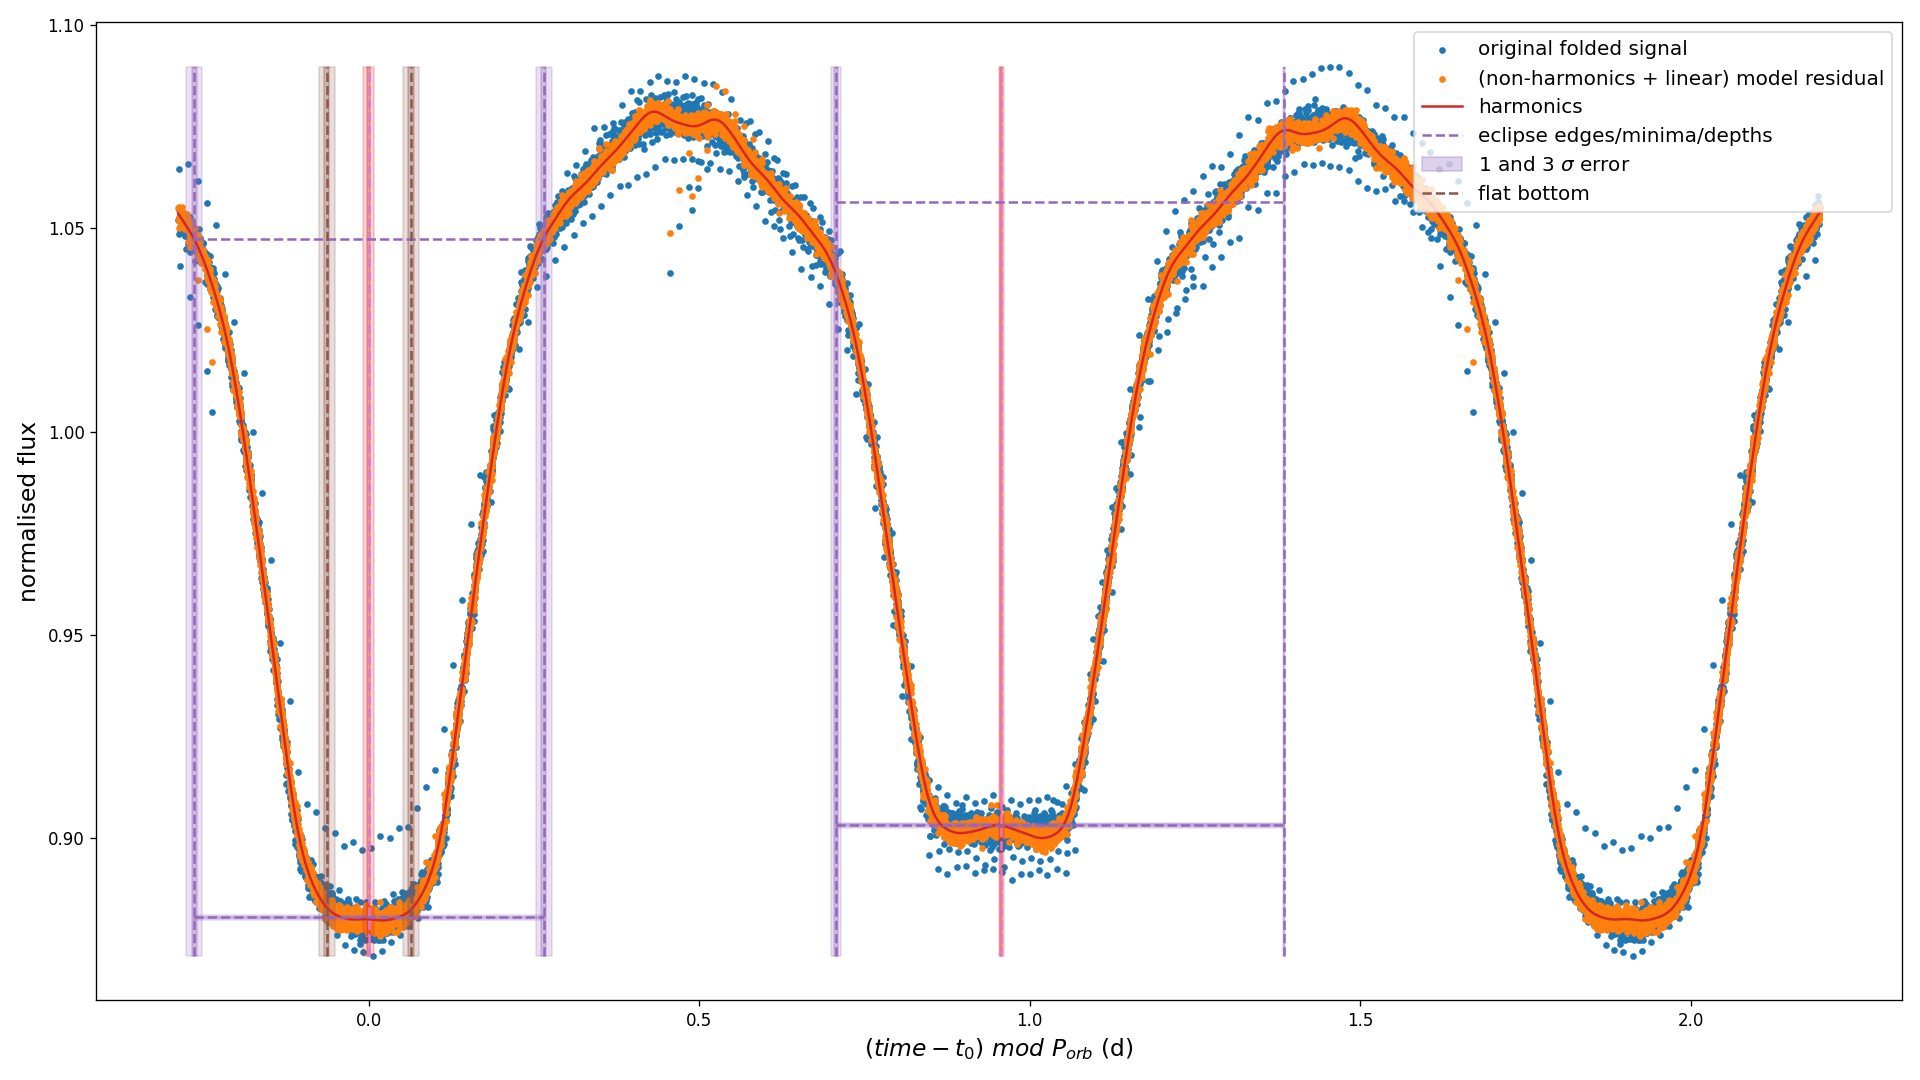 1.10
1.05
1.00
0.95
0.90
normalised flux
original folded signal
(non-harmonics + linear) model residual
harmonics
eclipse edges/minima/depths
1 and 3 σ error
flat bottom
0.0 0.5 1.0 1.5 2.0
(time − t₀) mod P_orb (d)